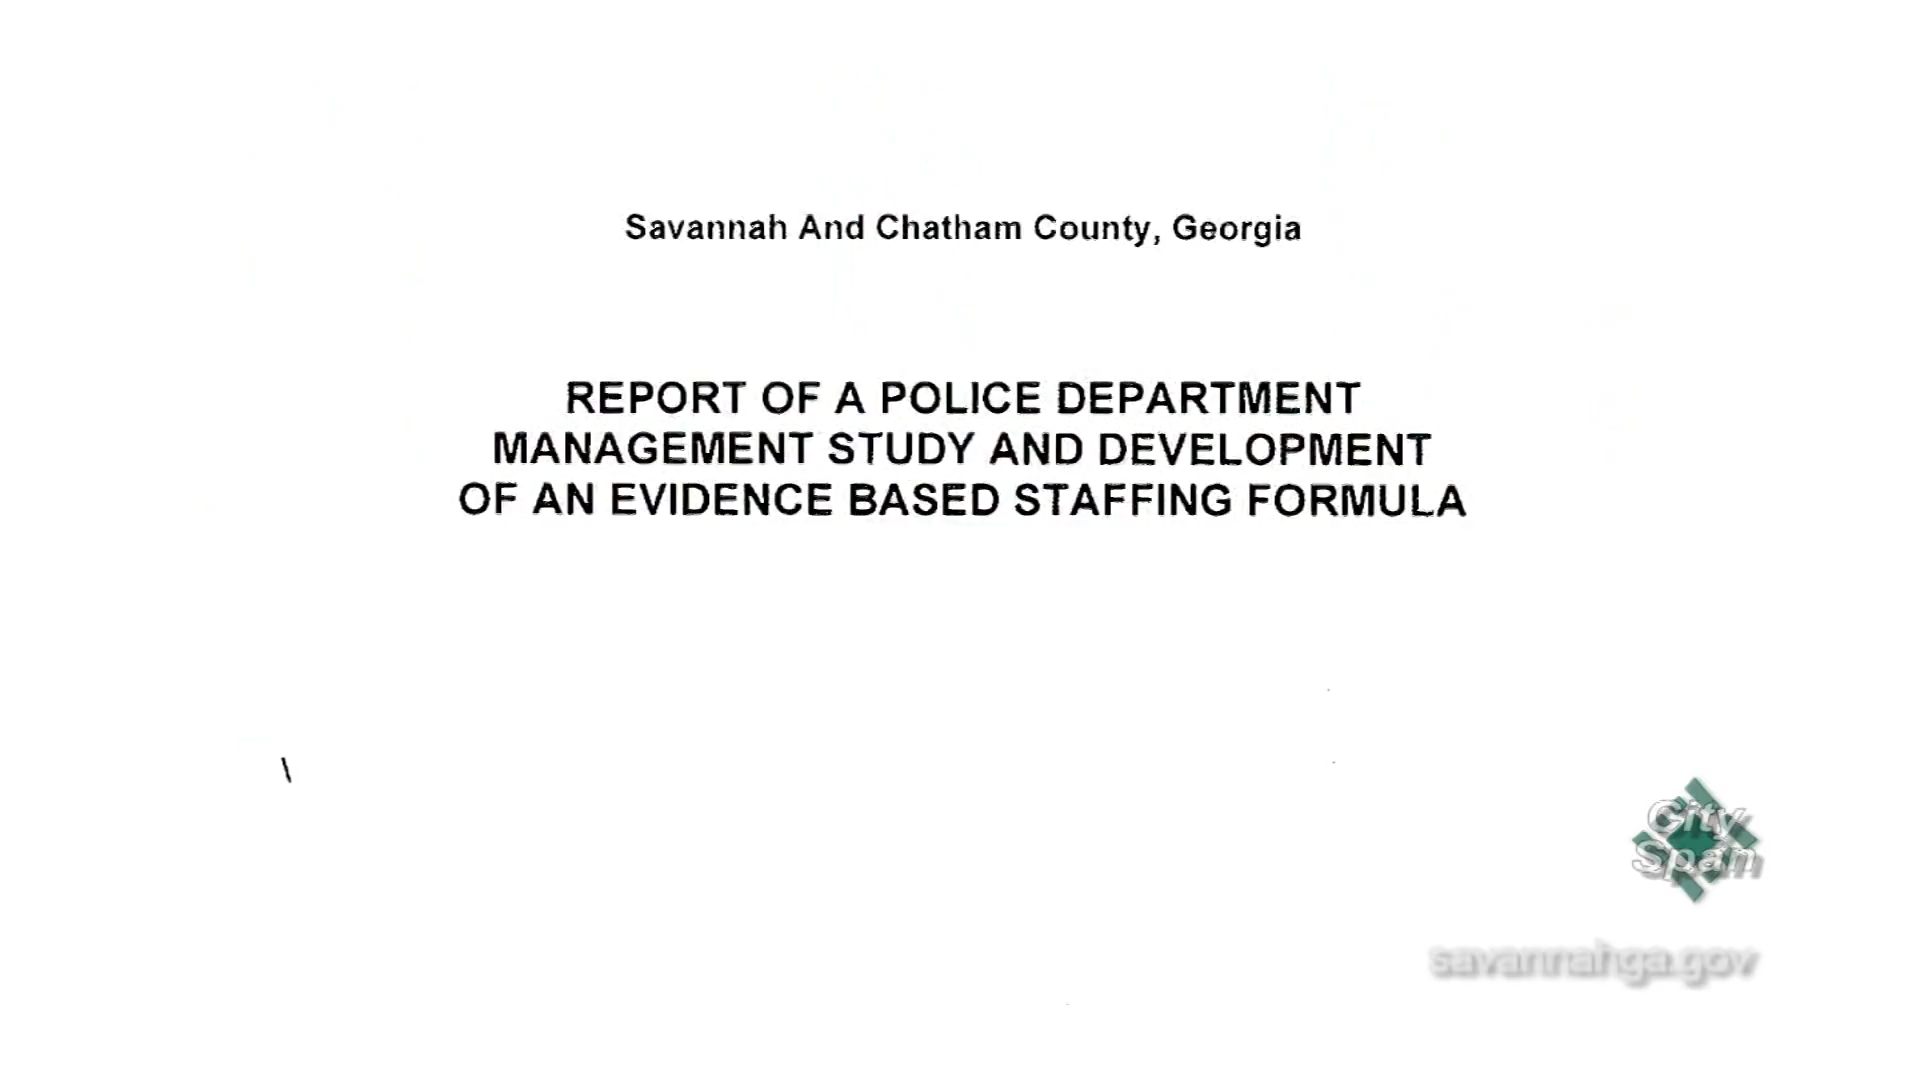 Savannah And Chatham County, Georgia
REPORT OF A POLICE DEPARTMENT
MANAGEMENT STUDY AND DEVELOPMENT
OF AN EVIDENCE BASED STAFFING FORMULA
City
Span
savannahga.gov